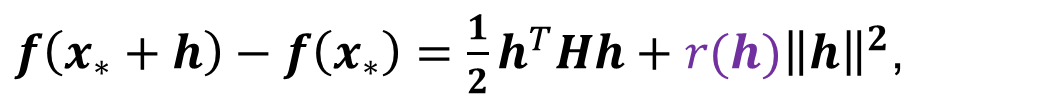 f(x∗ + h) − f(x∗) = ½hᵀHh + r(h)‖h‖²,